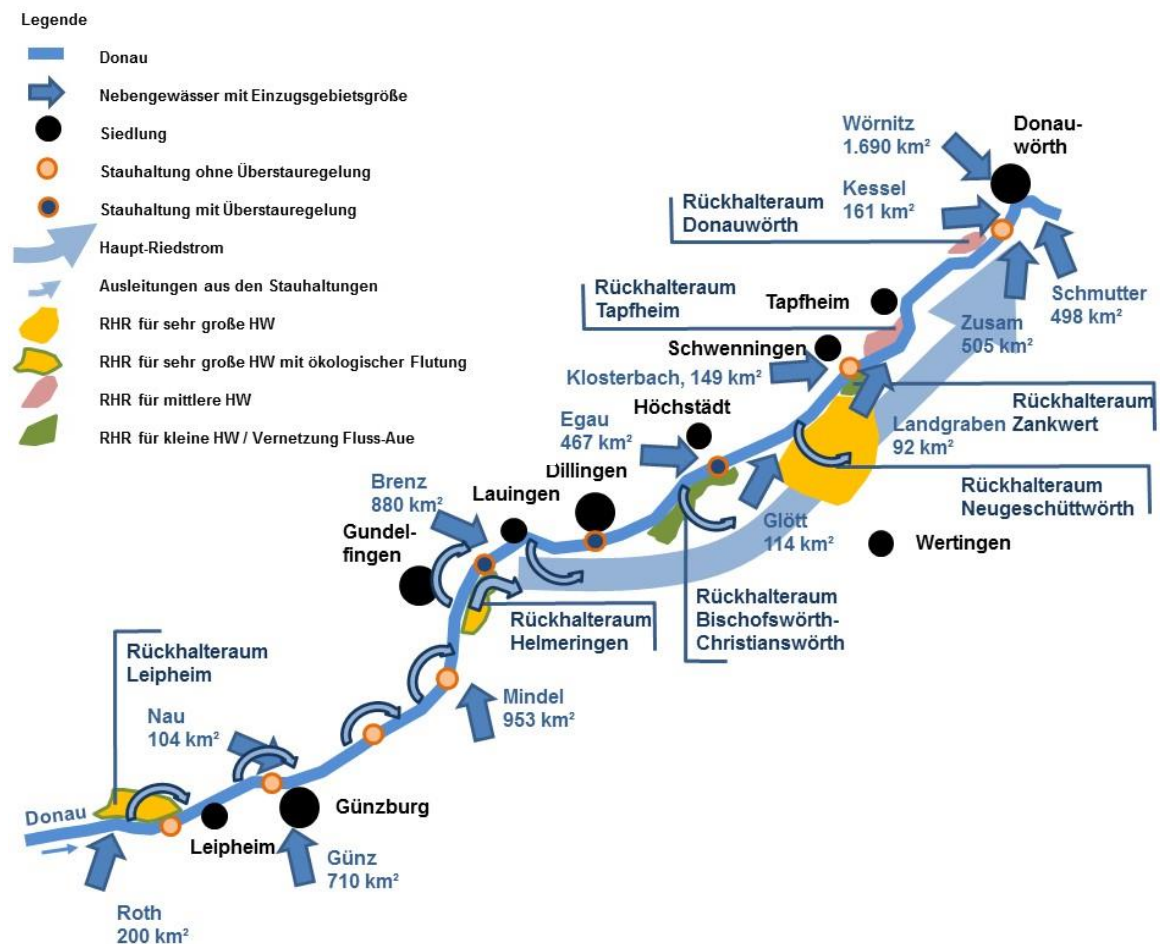 Legende
Donau
Nebengewässer mit Einzugsgebietsgröße
Siedlung
Stauhaltung ohne Überstauregelung
Stauhaltung mit Überstauregelung
Haupt-Riedstrom
Ausleitungen aus den Stauhaltungen
RHR für sehr große HW
RHR für sehr große HW mit ökologischer Flutung
RHR für mittlere HW
RHR für kleine HW / Vernetzung Fluss-Aue
Wörnitz
1.690 km²
Donau-
wörth
Kessel
161 km²
Rückhalteraum
Donauwörth
Schmutter
498 km²
Rückhalteraum
Tapfheim
Tapfheim
Zusam
505 km²
Schwenningen
Klosterbach, 149 km²
Rückhalteraum
Zankwert
Höchstädt
Egau
467 km²
Landgraben
92 km²
Dillingen
Brenz
880 km²
Lauingen
Rückhalteraum
Neugeschüttwörth
Glött
114 km²
Gundel-
fingen
Wertingen
Rückhalteraum
Helmeringen
Rückhalteraum
Bischofswörth-
Christianswörth
Rückhalteraum
Leipheim
Mindel
953 km²
Nau
104 km²
Donau
Günzburg
Leipheim
Günz
710 km²
Roth
200 km²